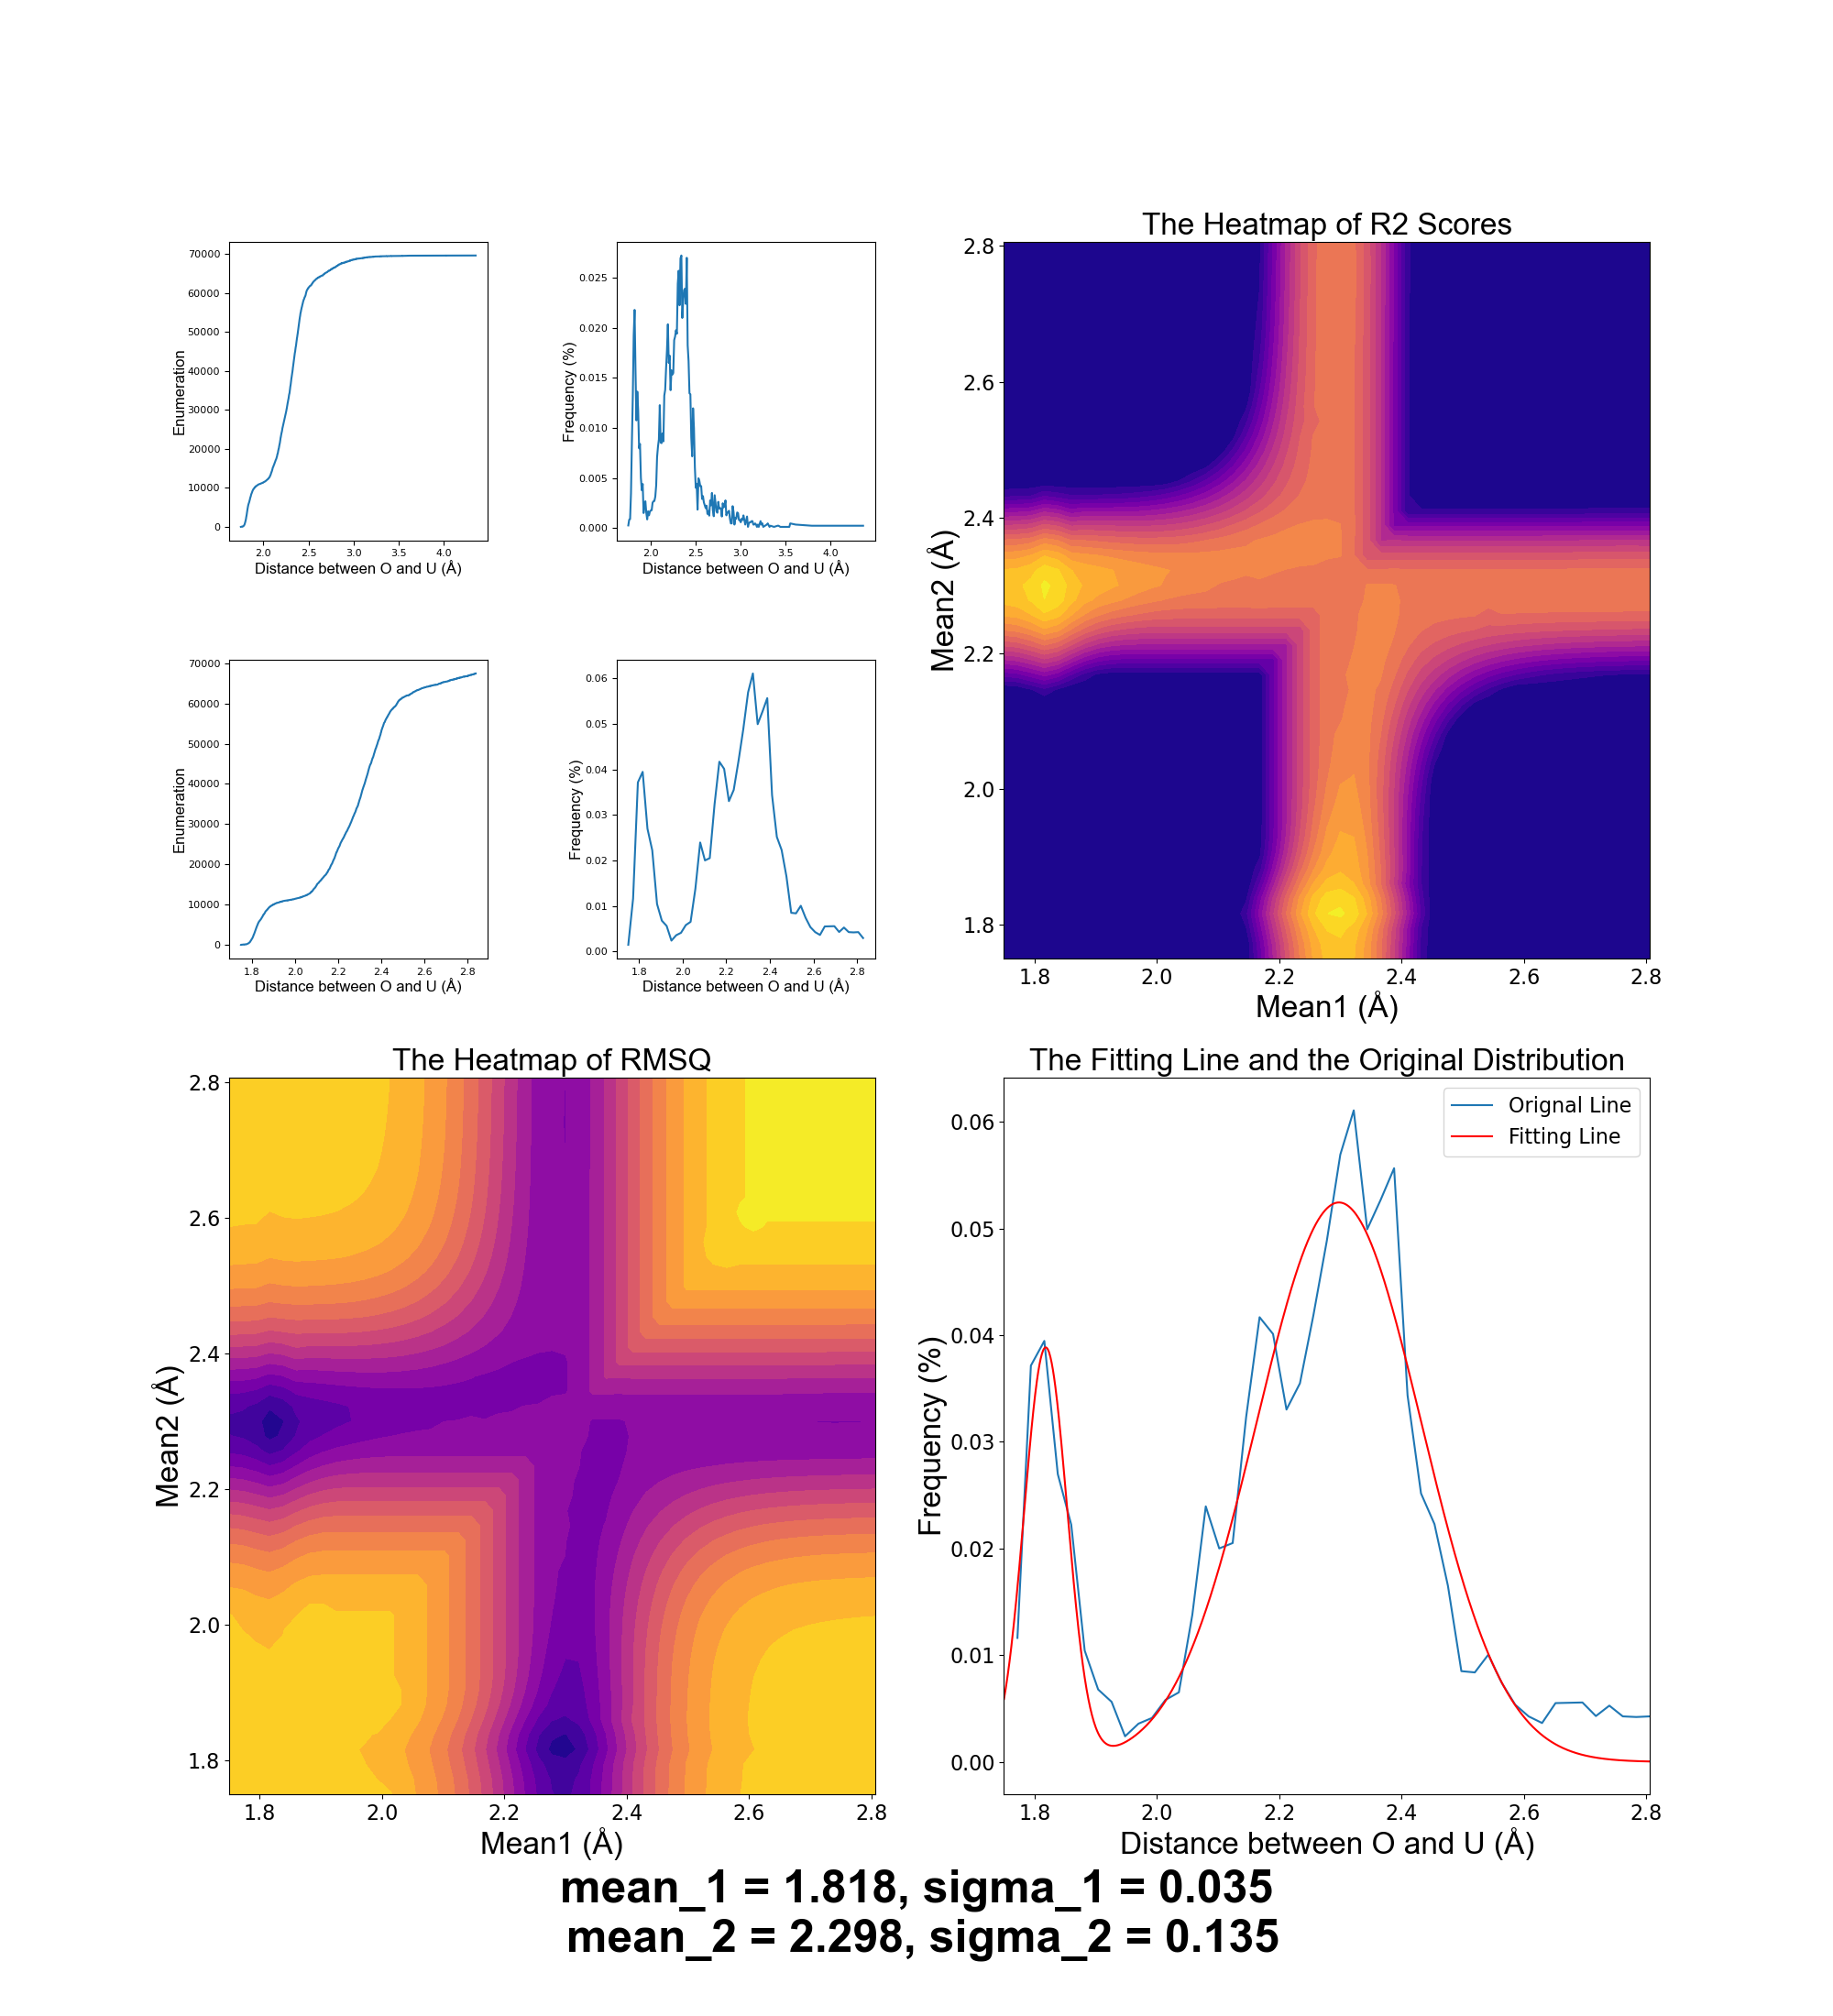 The Heatmap of R2 Scores
70000
60000
50000
40000
30000
20000
10000
0
Enumeration
2.0 2.5 3.0 3.5 4.0
Distance between O and U (Å)
0.025
0.020
0.015
0.010
0.005
0.000
Frequency (%)
2.0 2.5 3.0 3.5 4.0
Distance between O and U (Å)
70000
60000
50000
40000
30000
20000
10000
0
Enumeration
1.8 2.0 2.2 2.4 2.6 2.8
Distance between O and U (Å)
0.06
0.05
0.04
0.03
0.02
0.01
0.00
Frequency (%)
1.8 2.0 2.2 2.4 2.6 2.8
Distance between O and U (Å)
2.8
2.6
2.4
2.2
2.0
1.8
Mean2 (Å)
1.8 2.0 2.2 2.4 2.6 2.8
Mean1 (Å)
The Heatmap of RMSQ
2.8
2.6
2.4
2.2
2.0
1.8
Mean2 (Å)
1.8 2.0 2.2 2.4 2.6 2.8
Mean1 (Å)
The Fitting Line and the Original Distribution
Orignal Line
Fitting Line
0.06
0.05
0.04
0.03
0.02
0.01
0.00
Frequency (%)
1.8 2.0 2.2 2.4 2.6 2.8
Distance between O and U (Å)
mean_1 = 1.818, sigma_1 = 0.035
mean_2 = 2.298, sigma_2 = 0.135